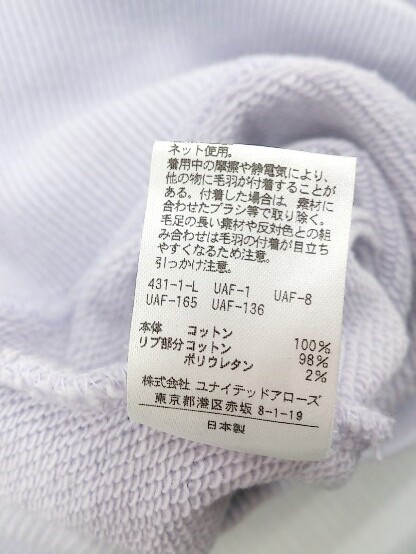 ネット使用。
着用中の摩擦や静電気により、
他の物に毛羽が付着することが
ある。付着した場合は、素材に
合わせたブラシ等で取り除く。
毛足の長い素材や反対色との組
み合わせは毛羽の付着が目立ち
やすくなるため注意。
引っかけ注意。
431-1-L UAF-1 UAF-8
UAF-165 UAF-136
本体 コットン 100%
リブ部分コットン 98%
ポリウレタン 2%
株式会社 ユナイテッドアローズ
東京都港区赤坂 8-1-19
日本製